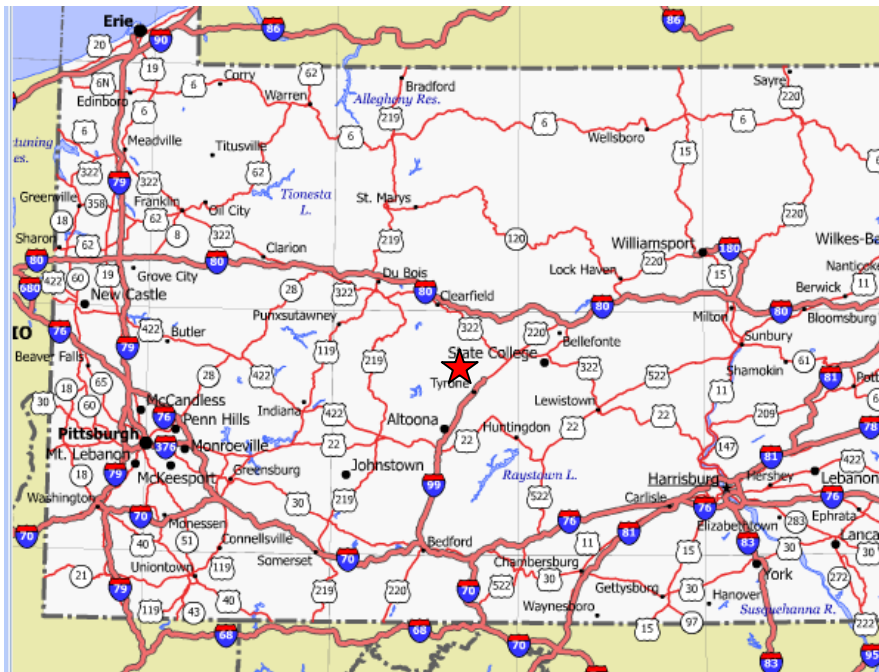 Erie
90
86
86
20
19
6N
6
Corry
62
Edinboro
Warren
Bradford
Allegheny Res.
219
Sayre
220
6
6
6
6
Wellsboro
15
Meadville
Titusville
322
322
79
62
Tionesta
L.
St. Marys
Greenville
358
Franklin
Oil City
18
62
8
322
Clarion
219
120
220
Sharon
62
80
80
19
Grove City
422
60
680
New Castle
28
322
Du Bois
80
Clearfield
Lock Haven
220
Williamsport
180
15
Wilkes-Ba
Nanticoke
11
Berwick
80
80
Milton
Bloomsburg
76
422
Butler
Punxsutawney
119
219
322
220
Bellefonte
State College
Sunbury
61
Shamokin
79
Beaver Falls
65
18
60
30
28
422
Tyrone
322
522
11
81
Pott
McCandless
76
Penn Hills
Indiana
422
Altoona
Lewistown
22
209
78
Pittsburgh
376
Monroeville
Mt. Lebanon
McKeesport
22
22
Huntingdon
22
147
81
Greensburg
Johnstown
Raystown L.
Harrisburg
Hershey
422
Lebanon
18
79
Washington
70
70
Monessen
30
219
99
522
Carlisle
76
76
Elizabethtown
283
Ephrata
76
81
11
15
83
30
Lanca
30
40
51
Connellsville
Somerset
70
Bedford
Chambersburg
York
272
21
Uniontown
119
79
119
43
40
219
220
70
522
30
Waynesboro
Gettysburg
30
Hanover
Susquehanna R.
15
97
222
68
68
70
83
95